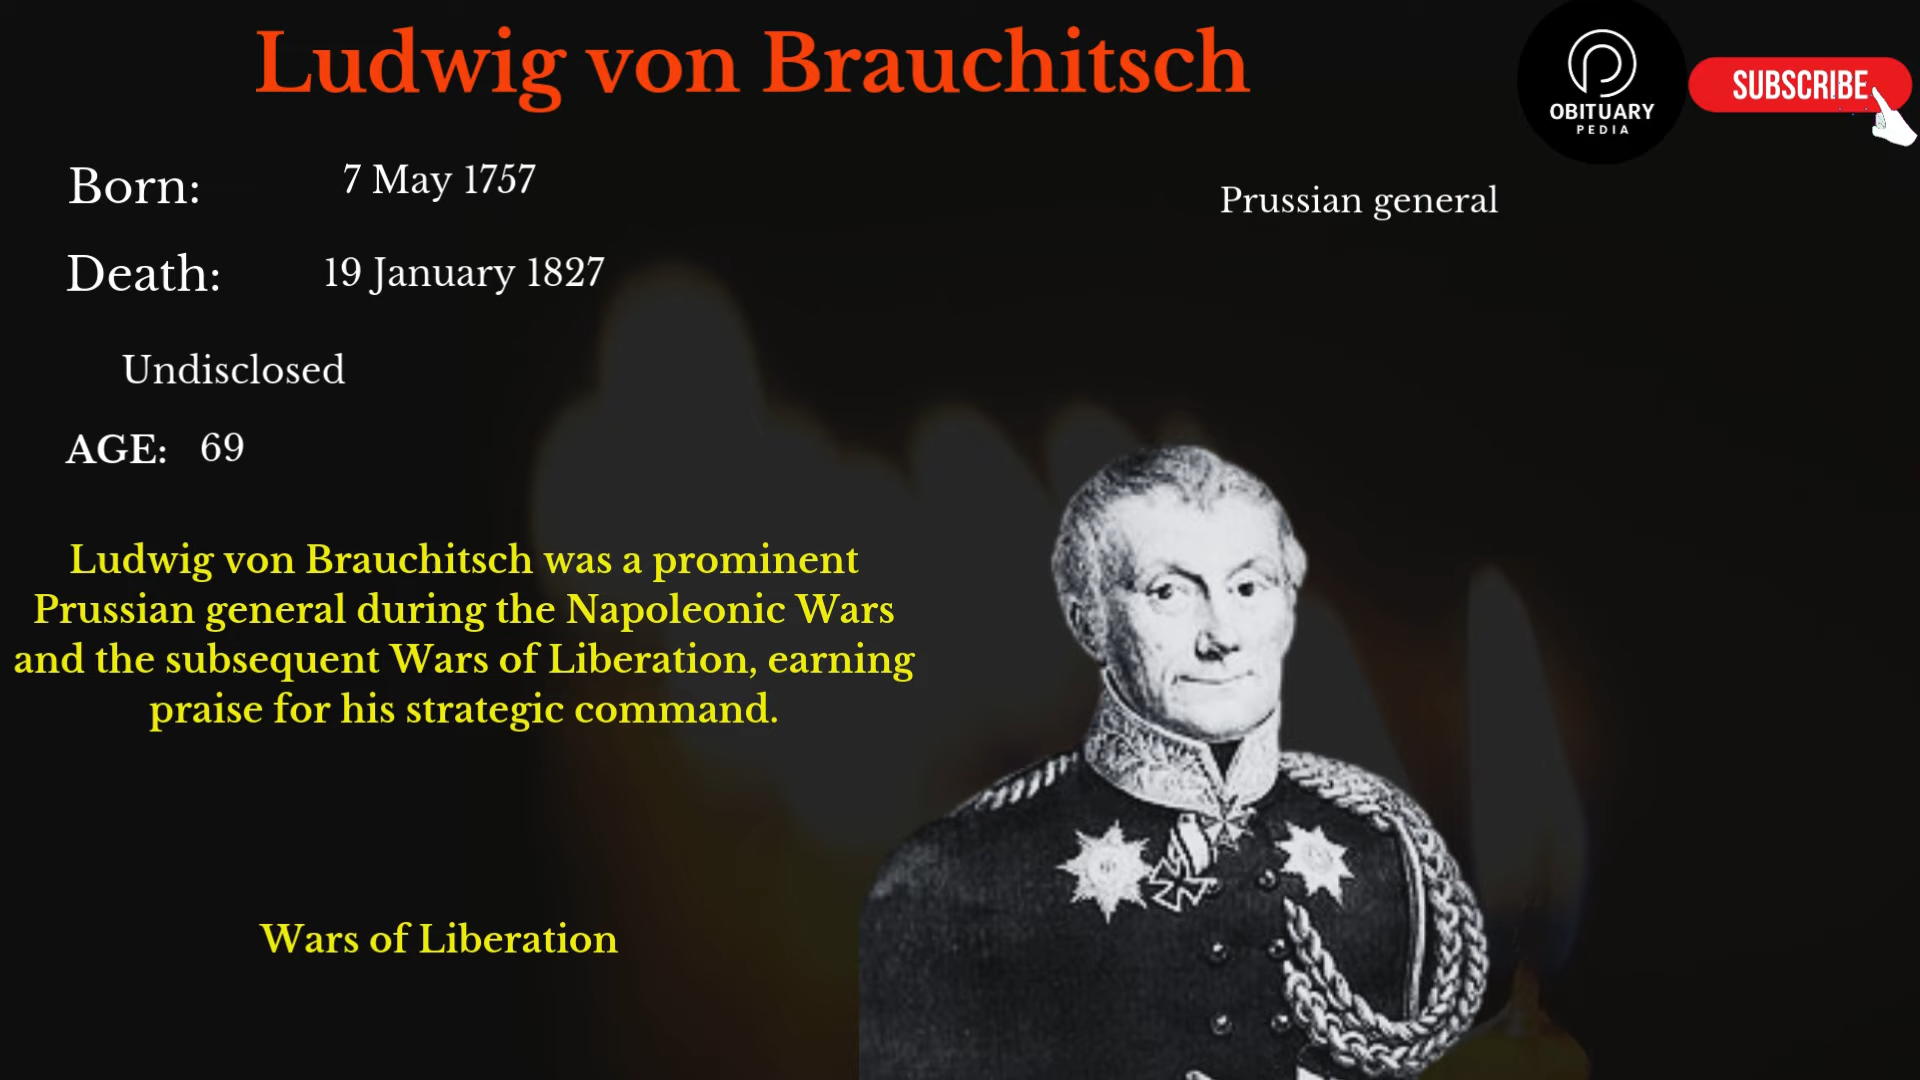 Ludwig von Brauchitsch
OBITUARY
PEDIA
SUBSCRIBE
Born: 7 May 1757
Prussian general
Death: 19 January 1827
Undisclosed
AGE: 69
Ludwig von Brauchitsch was a prominent
Prussian general during the Napoleonic Wars
and the subsequent Wars of Liberation, earning
praise for his strategic command.
Wars of Liberation